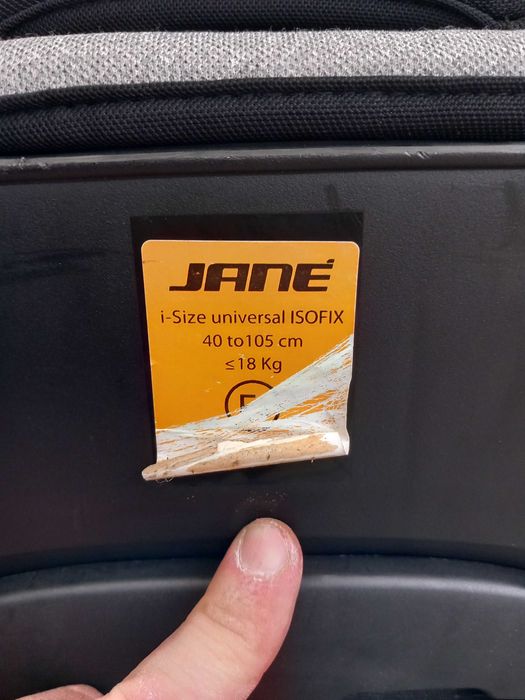 JANÉ
i-Size universal ISOFIX
40 to105 cm
≤18 Kg